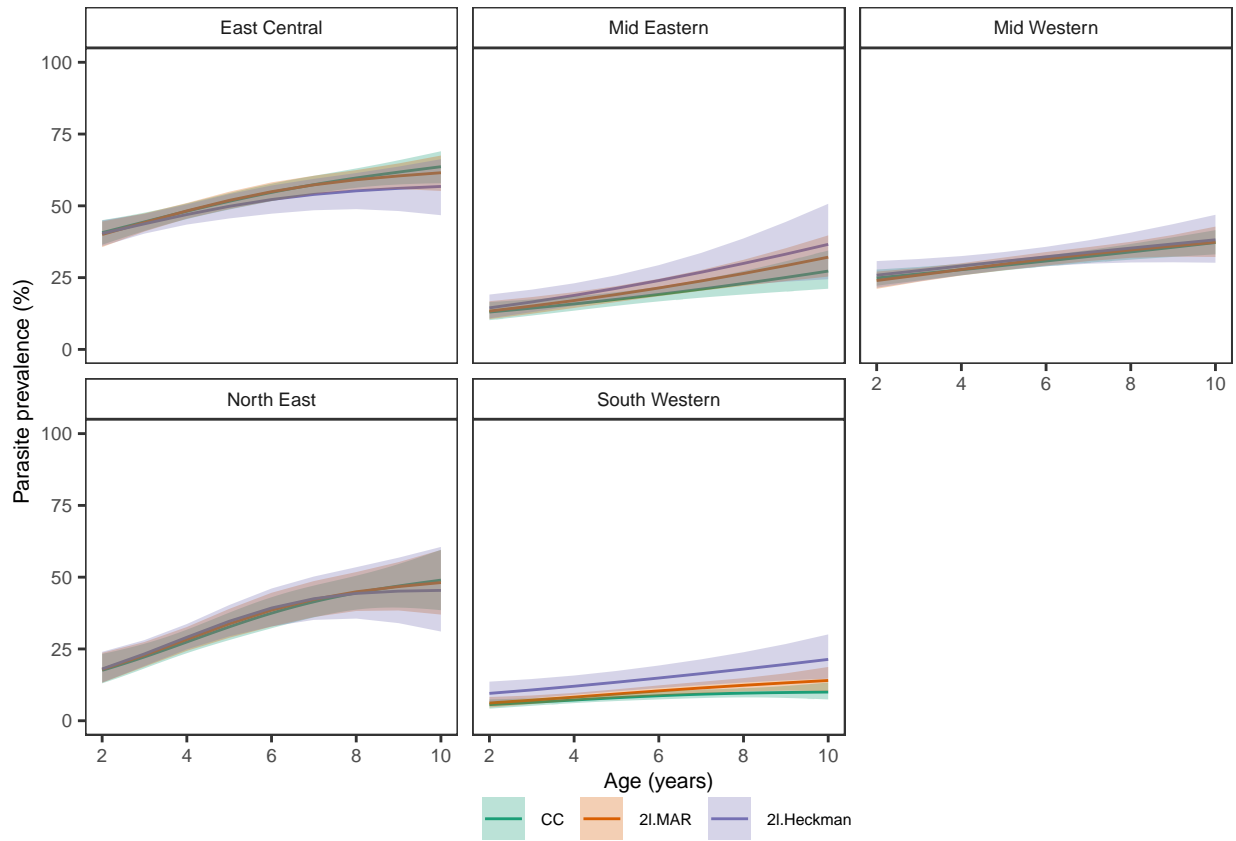 East Central
Mid Eastern
Mid Western
100
75
50
25
0
2 4 6 8 10
Parasite prevalence (%)
North East
South Western
100
75
50
25
0
2 4 6 8 10
2 4 6 8 10
Age (years)
CC 2l.MAR 2l.Heckman